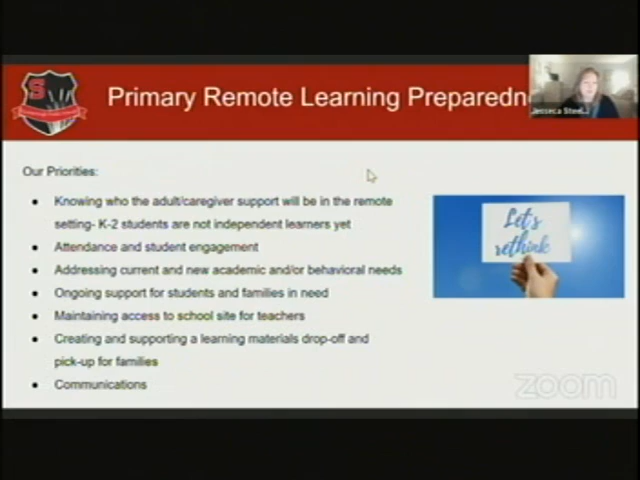 Primary Remote Learning Preparedn
Our Priorities:
Let's
rethink
• Knowing who the adult/caregiver support will be in the remote
setting- K-2 students are not independent learners yet
• Attendance and student engagement
• Addressing current and new academic and/or behavioral needs
• Ongoing support for students and families in need
• Maintaining access to school site for teachers
• Creating and supporting a learning materials drop-off and
pick-up for families
• Communications
S
zoom